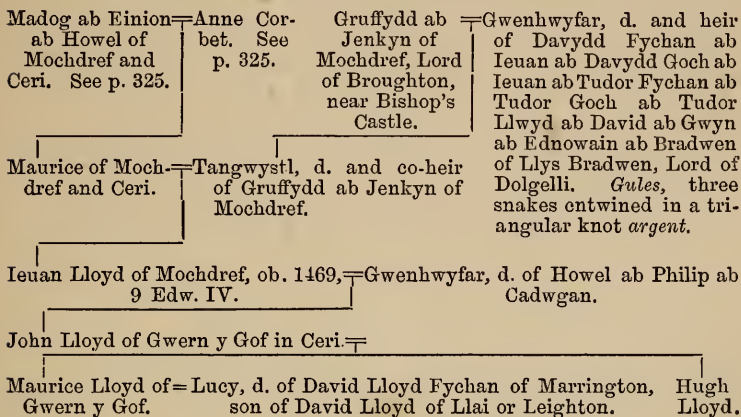 Madog ab Einion=Anne Cor-
ab Howel of bet. See
Mochdref and p. 325.
Ceri. See p. 325.
Gruffydd ab =Gwenhwyfar, d. and heir
Jenkyn of of Davydd Fychan ab
Mochdref, Lord Ieuan ab Davydd Goch ab
of Broughton, Ieuan ab Tudor Fychan ab
near Bishop's Tudor Goch ab Tudor
Castle. Llwyd ab David ab Gwyn
ab Ednowain ab Bradwen
of Llys Bradwen, Lord of
Dolgelli. Gules, three
snakes entwined in a tri-
angular knot argent.
Maurice of Moch-=Tangwystl, d. and co-heir
dref and Ceri. of Gruffydd ab Jenkyn of
Mochdref.
Ieuan Lloyd of Mochdref, ob. 1469,=Gwenhwyfar, d. of Howel ab Philip ab
9 Edw. IV. Cadwgan.
John Lloyd of Gwern y Gof in Ceri.=
Maurice Lloyd of= Lucy, d. of David Lloyd Fychan of Marrington, Hugh
Gwern y Gof. son of David Lloyd of Llai or Leighton. Lloyd.